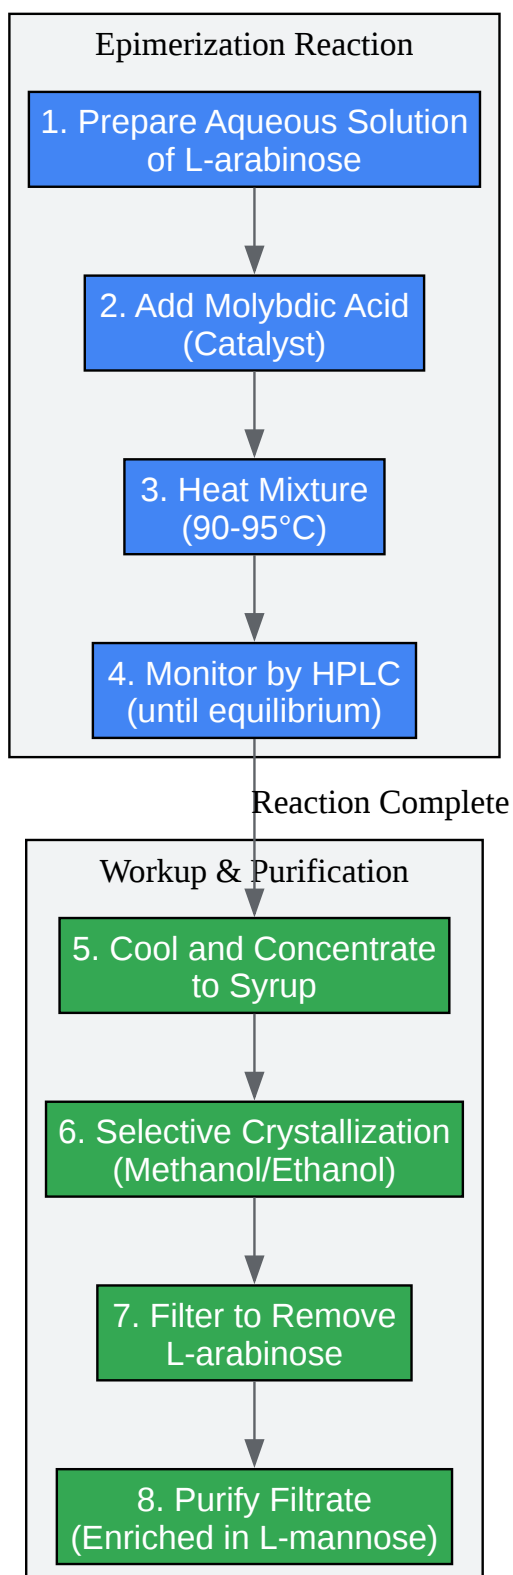 Epimerization Reaction
1. Prepare Aqueous Solution
of L-arabinose
2. Add Molybdic Acid
(Catalyst)
3. Heat Mixture
(90-95°C)
4. Monitor by HPLC
(until equilibrium)
Reaction Complete
Workup & Purification
5. Cool and Concentrate
to Syrup
6. Selective Crystallization
(Methanol/Ethanol)
7. Filter to Remove
L-arabinose
8. Purify Filtrate
(Enriched in L-mannose)